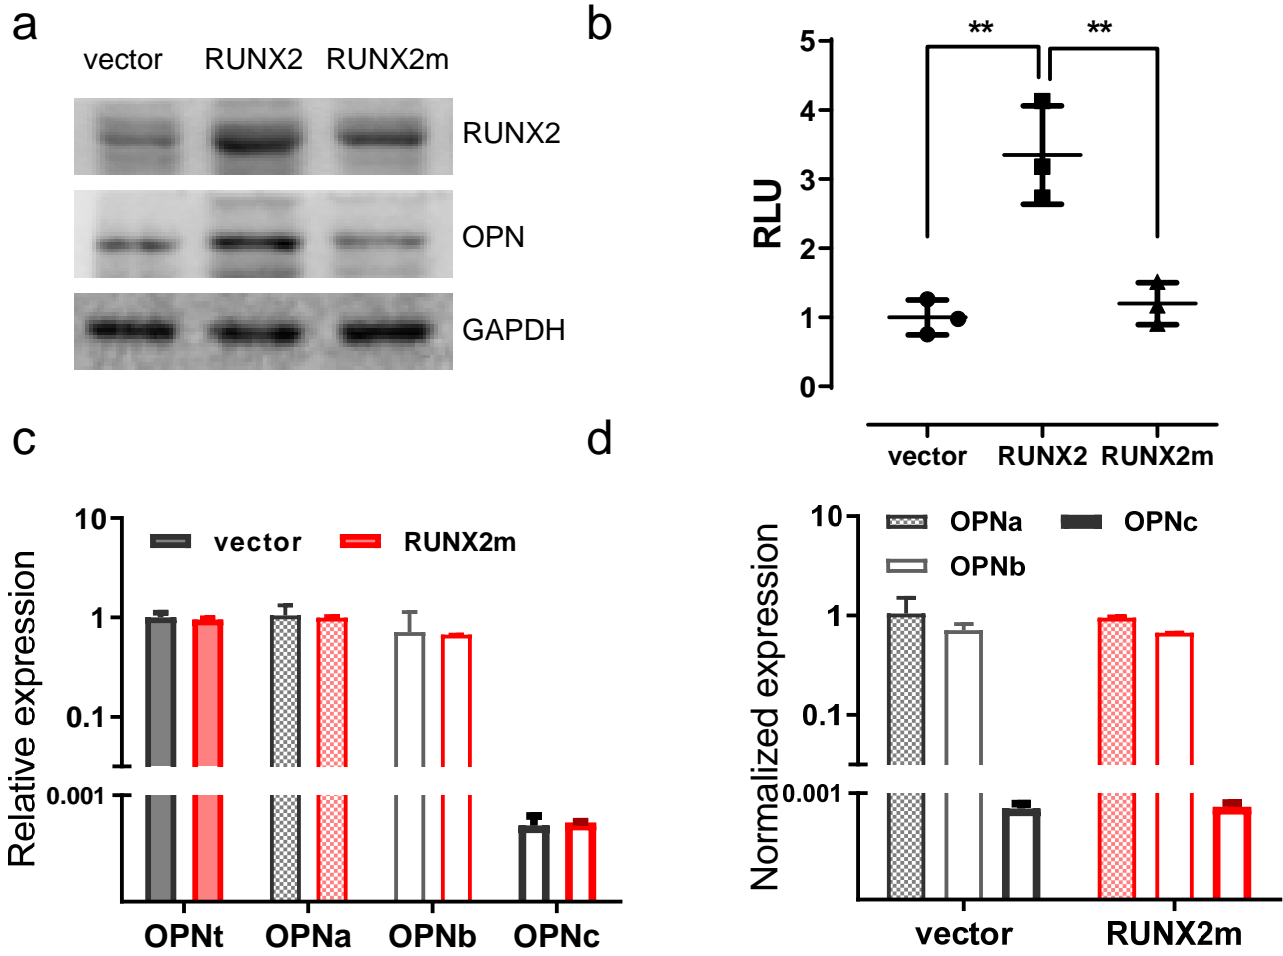 a
vector RUNX2 RUNX2m
RUNX2
OPN
GAPDH
b
** **
5
4
3
2
1
0
RLU
vector RUNX2 RUNX2m
c
10
1
0.1
0.001
Relative expression
vector RUNX2m
OPNt OPNa OPNb OPNc
d
10
1
0.1
0.001
Normalized expression
OPNa OPNc
OPNb
vector RUNX2m